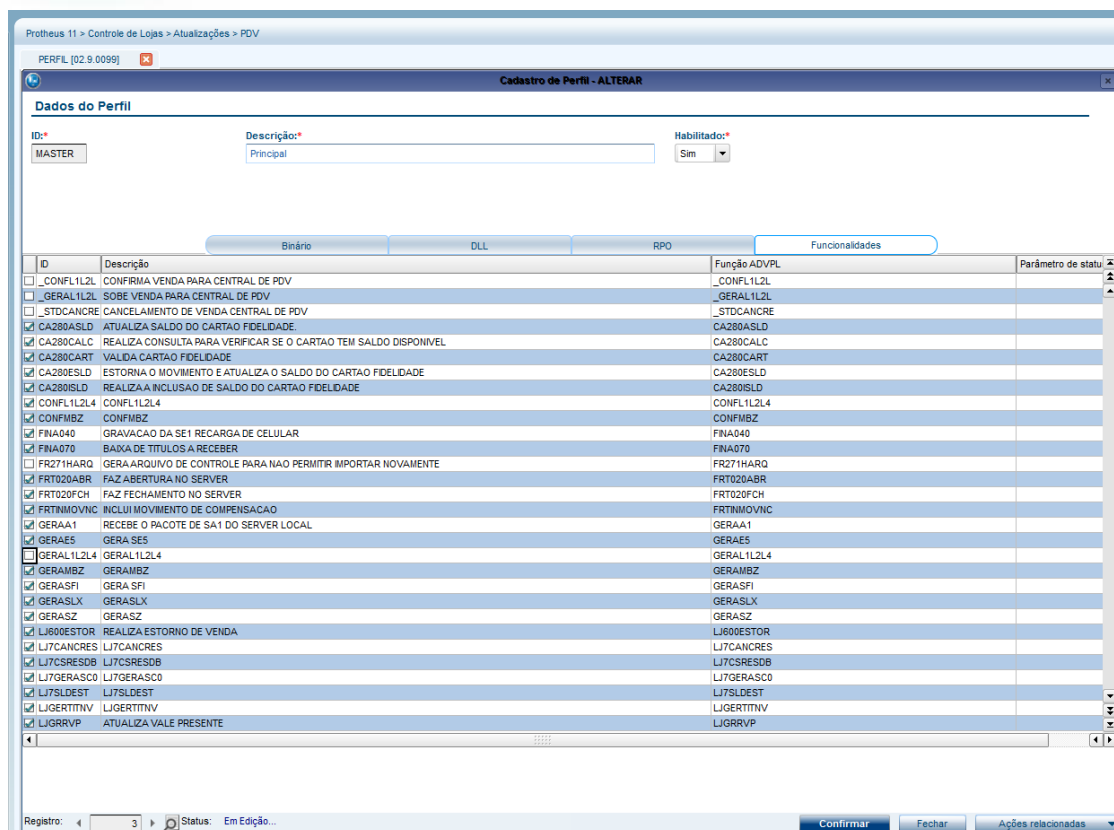 Protheus 11 > Controle de Lojas > Atualizações > PDV
PERFIL [02.9.0099]
Cadastro de Perfil - ALTERAR
Dados do Perfil
ID:* Descrição:* Habilitado:*
MASTER Principal Sim
Binário DLL RPO Funcionalidades
ID Descrição Função ADVPL Parâmetro de statu
_CONFL1L2L CONFIRMA VENDA PARA CENTRAL DE PDV _CONFL1L2L
_GERAL1L2L SOBE VENDA PARA CENTRAL DE PDV _GERAL1L2L
_STDCANCRE CANCELAMENTO DE VENDA CENTRAL DE PDV _STDCANCRE
CA280ASLD ATUALIZA SALDO DO CARTAO FIDELIDADE. CA280ASLD
CA280CALC REALIZA CONSULTA PARA VERIFICAR SE O CARTAO TEM SALDO DISPONIVEL CA280CALC
CA280CART VALIDA CARTAO FIDELIDADE CA280CART
CA280ESLD ESTORNA O MOVIMENTO E ATUALIZA O SALDO DO CARTAO FIDELIDADE CA280ESLD
CA280ISLD REALIZA A INCLUSAO DE SALDO DO CARTAO FIDELIDADE CA280ISLD
CONFL1L2L4 CONFL1L2L4 CONFL1L2L4
CONFMBZ CONFMBZ CONFMBZ
FINA040 GRAVACAO DA SE1 RECARGA DE CELULAR FINA040
FINA070 BAIXA DE TITULOS A RECEBER FINA070
FR271HARQ GERA ARQUIVO DE CONTROLE PARA NAO PERMITIR IMPORTAR NOVAMENTE FR271HARQ
FRT020ABR FAZ ABERTURA NO SERVER FRT020ABR
FRT020FCH FAZ FECHAMENTO NO SERVER FRT020FCH
FRTINMOVNC INCLUI MOVIMENTO DE COMPENSACAO FRTINMOVNC
GERAA1 RECEBE O PACOTE DE SA1 DO SERVER LOCAL GERAA1
GERAE5 GERA SE5 GERAE5
GERAL1L2L4 GERAL1L2L4 GERAL1L2L4
GERAMBZ GERAMBZ GERAMBZ
GERASFI GERA SFI GERASFI
GERASLX GERASLX GERASLX
GERASZ GERASZ GERASZ
LJ600ESTOR REALIZA ESTORNO DE VENDA LJ600ESTOR
LJ7CANCRES LJ7CANCRES LJ7CANCRES
LJ7CSRESDB LJ7CSRESDB LJ7CSRESDB
LJ7GERASC0 LJ7GERASC0 LJ7GERASC0
LJ7SLDEST LJ7SLDEST LJ7SLDEST
LJGERTITNV LJGERTITNV LJGERTITNV
LJGRRVP ATUALIZA VALE PRESENTE LJGRRVP
Registro: 3 Status: Em Edição... Confirmar Fechar Ações relacionadas